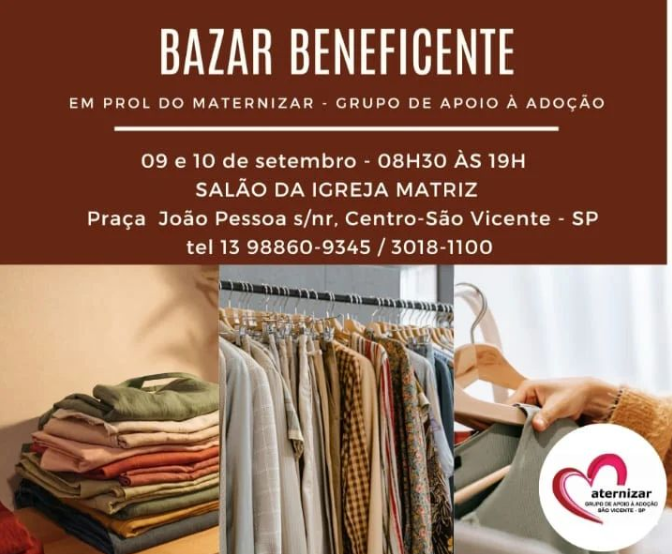 BAZAR BENEFICENTE
EM PROL DO MATERNIZAR - GRUPO DE APOIO À ADOÇÃO
09 e 10 de setembro - 08H30 ÀS 19H
SALÃO DA IGREJA MATRIZ
Praça João Pessoa s/nr, Centro-São Vicente - SP
tel 13 98860-9345 / 3018-1100
aternizar
GRUPO DE APOIO À ADOÇÃO
SÃO VICENTE - SP